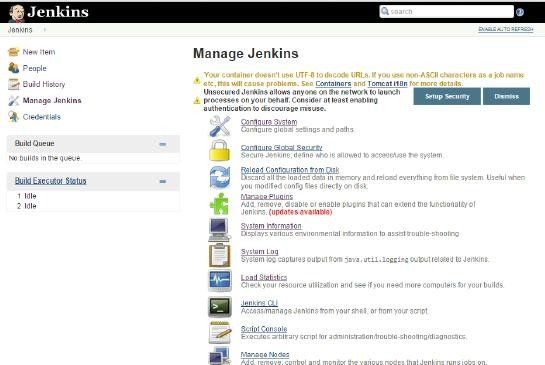 Jenkins
search
Jenkins
ENABLE AUTO REFRESH
New Item
People
Build History
Manage Jenkins
Credentials
Build Queue
No builds in the queue.
Build Executor Status
1 Idle
2 Idle
Manage Jenkins
Your container doesn't use UTF-8 to decode URLs. If you use non-ASCII characters as a job name
etc, this will cause problems. See Containers and Tomcat i18n for more details.
Unsecured Jenkins allows anyone on the network to launch
processes on your behalf. Consider at least enabling
authentication to discourage misuse.
Setup Security
Dismiss
Configure System
Configure global settings and paths.
Configure Global Security
Secure Jenkins; define who is allowed to access/use the system.
Reload Configuration from Disk
Discard all the loaded data in memory and reload everything from file system. Useful when
you modified config files directly on disk.
Manage Plugins
Add, remove, disable or enable plugins that can extend the functionality of
Jenkins. (updates available)
System Information
Displays various environmental information to assist trouble-shooting.
System Log
System log captures output from java.util.logging output related to Jenkins.
Load Statistics
Check your resource utilization and see if you need more computers for your builds.
Jenkins CLI
Access/manage Jenkins from your shell, or from your script.
Script Console
Executes arbitrary script for administration/trouble-shooting/diagnostics.
Manage Nodes
Add, remove, control and monitor the various nodes that Jenkins runs jobs on.